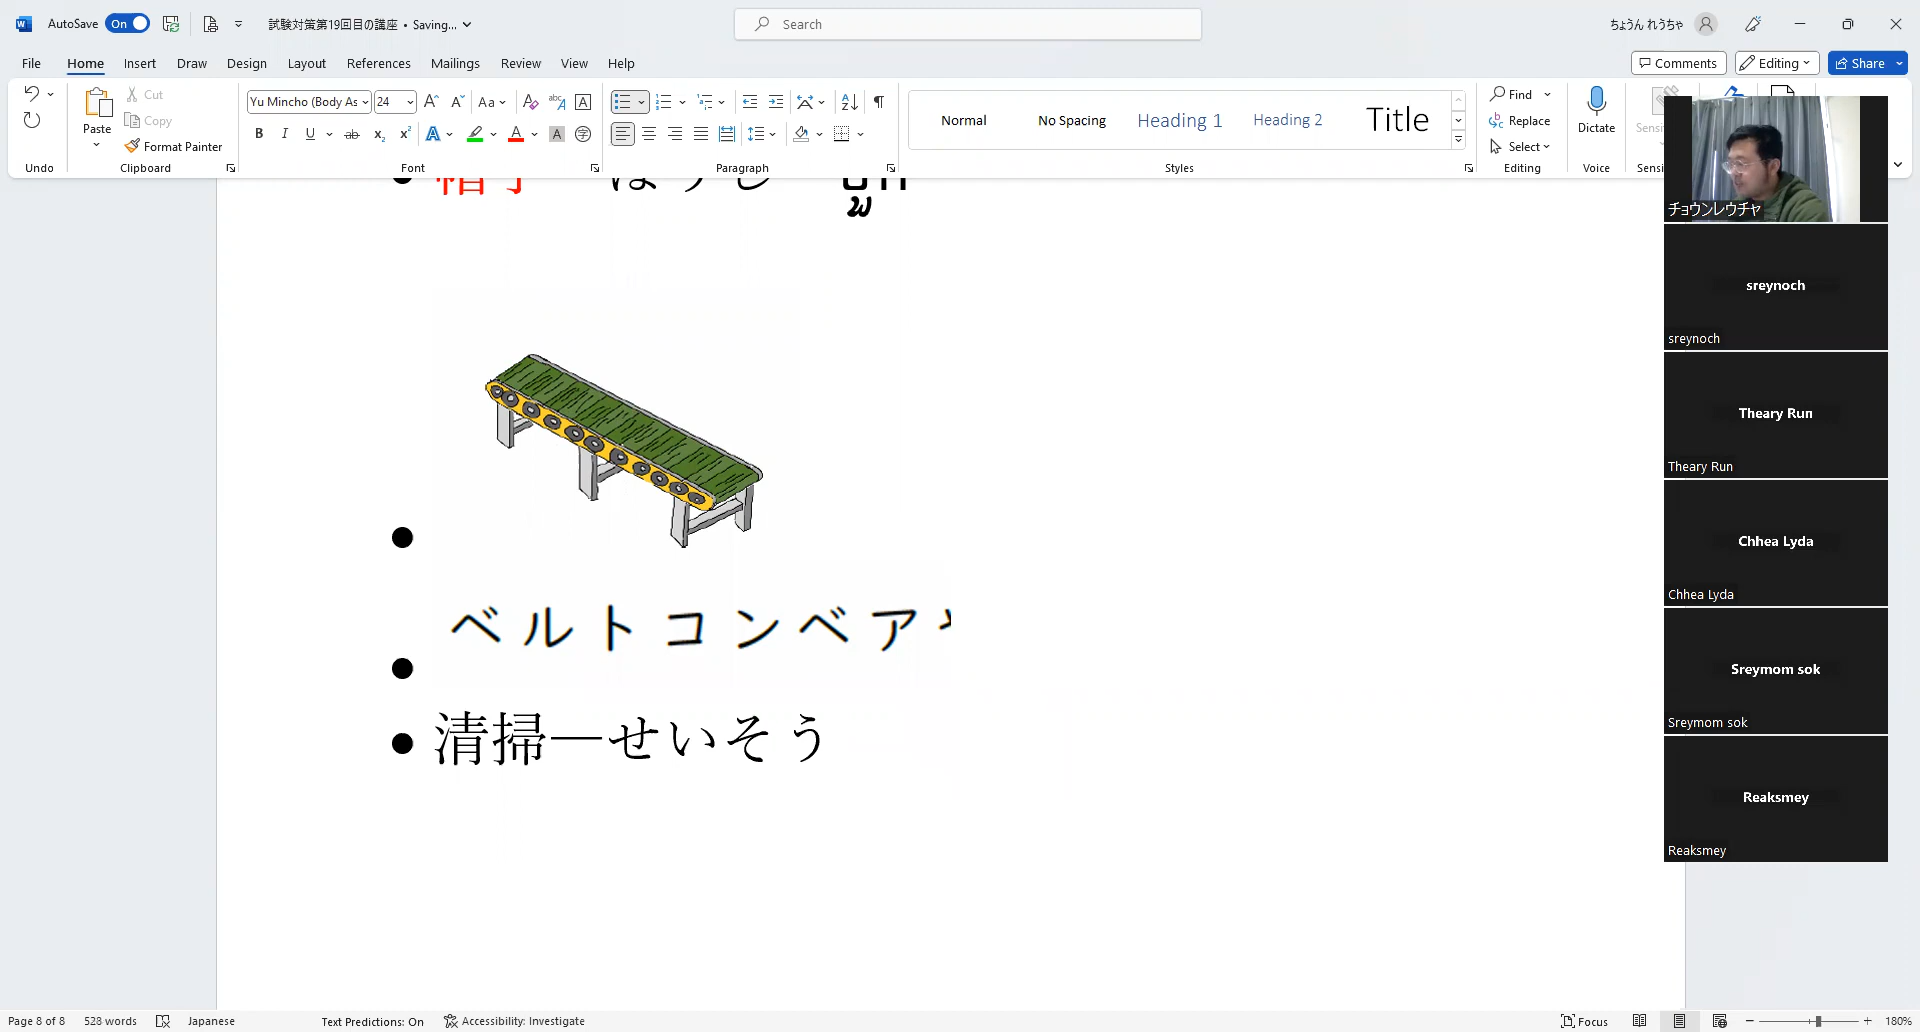 AutoSave On 試験対策第19回目の講座 • Saving... Search ちょうん れうちゃ
File Home Insert Draw Design Layout References Mailings Review View Help Comments Editing Share
Paste Cut Copy Format Painter
Yu Mincho (Body As 24
Normal No Spacing Heading 1 Heading 2 Title
Find Replace Select
Dictate
Undo Clipboard Font Paragraph Styles Editing Voice Sensi
ベルトコンベア
清掃―せいそう
チョウンレウチャ
sreynoch
sreynoch
Theary Run
Theary Run
Chhea Lyda
Chhea Lyda
Sreymom sok
Sreymom sok
Reaksmey
Reaksmey
Page 8 of 8 528 words Japanese Text Predictions: On Accessibility: Investigate Focus 180%